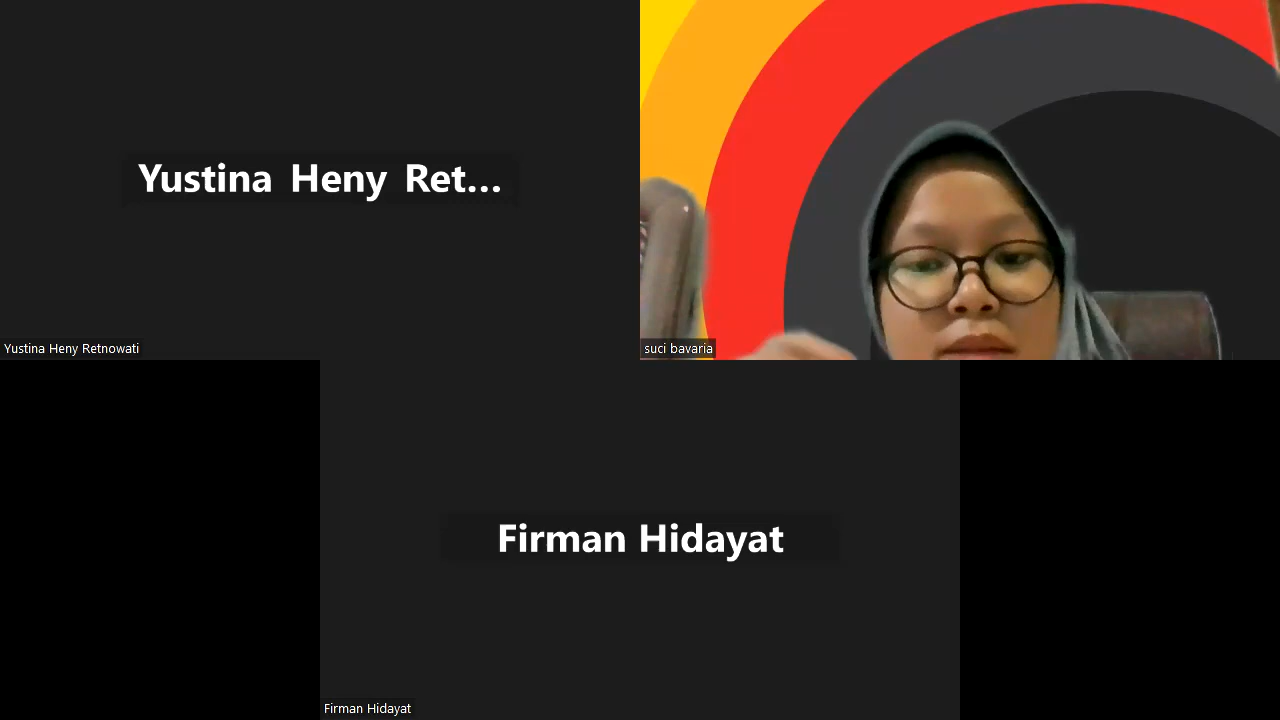 Yustina Heny Ret...
Yustina Heny Retnowati
suci bavaria
Firman Hidayat
Firman Hidayat